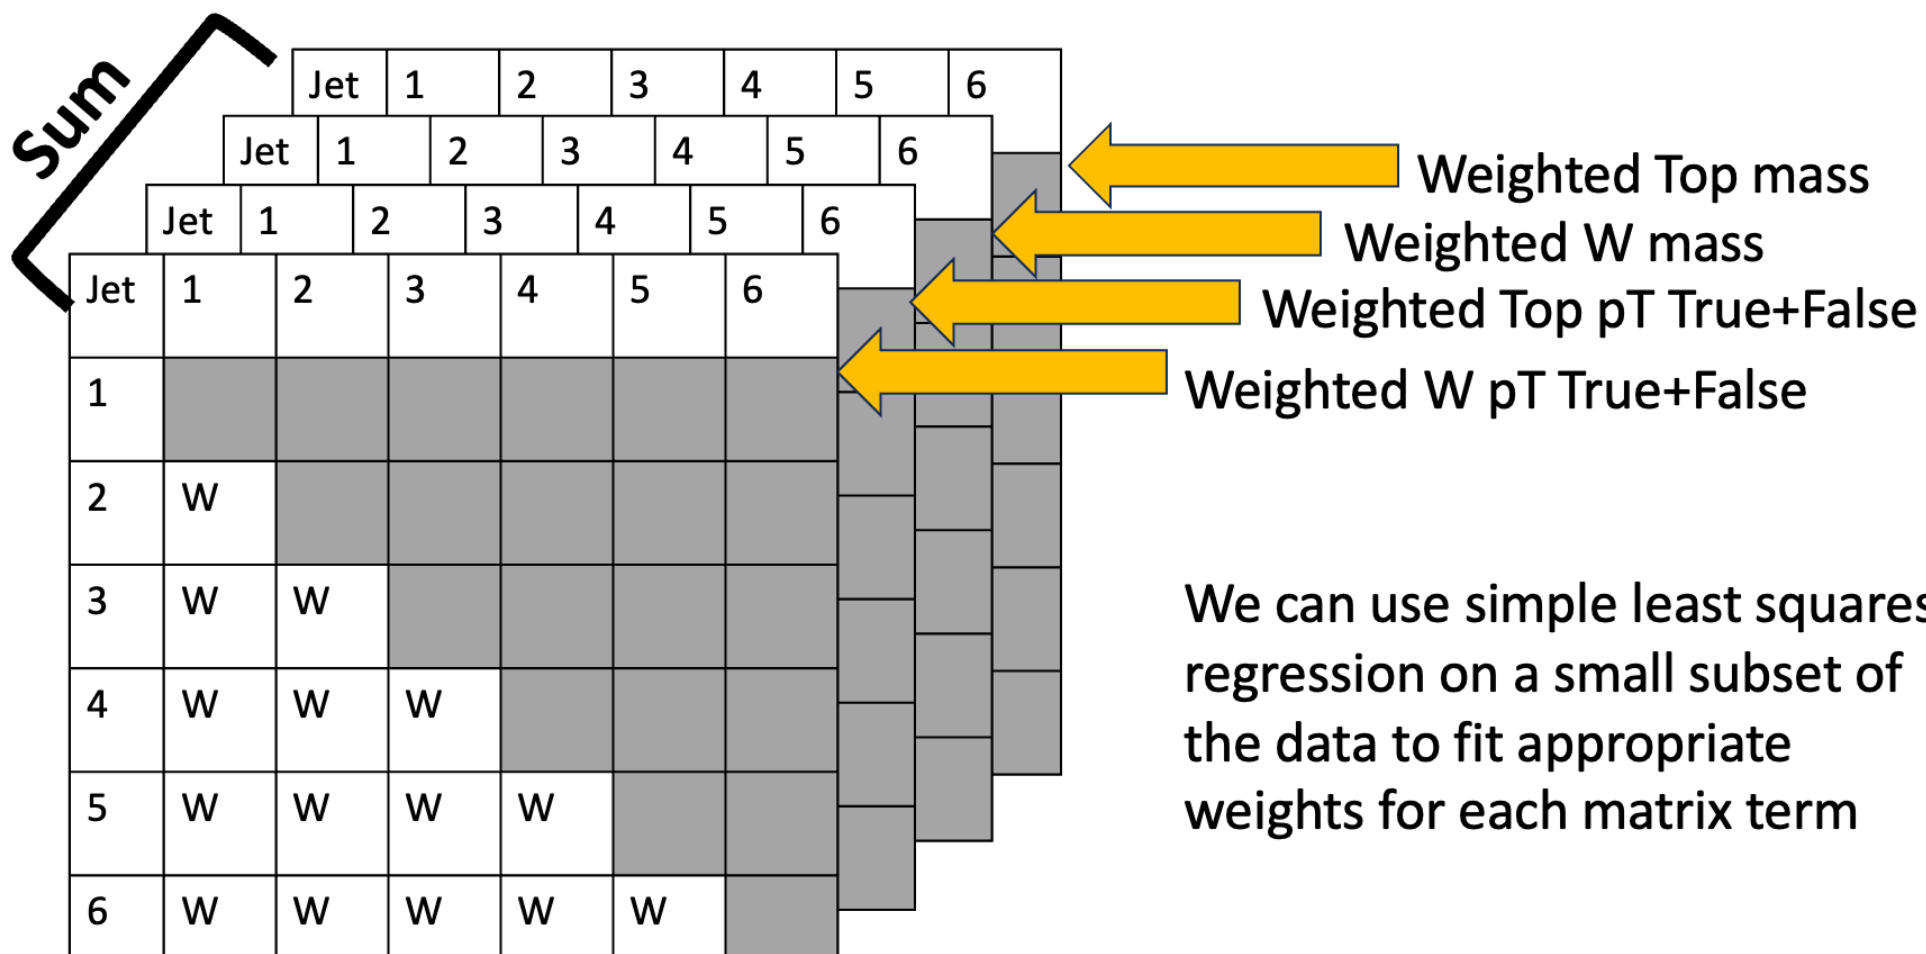 Sum
Jet 1 2 3 4 5 6
Jet 1 2 3 4 5 6
Jet 1 2 3 4 5 6
Jet 1 2 3 4 5 6
1
2 W
3 W W
4 W W W
5 W W W W
6 W W W W W
Weighted Top mass
Weighted W mass
Weighted Top pT True+False
Weighted W pT True+False
We can use simple least squares
regression on a small subset of
the data to fit appropriate
weights for each matrix term